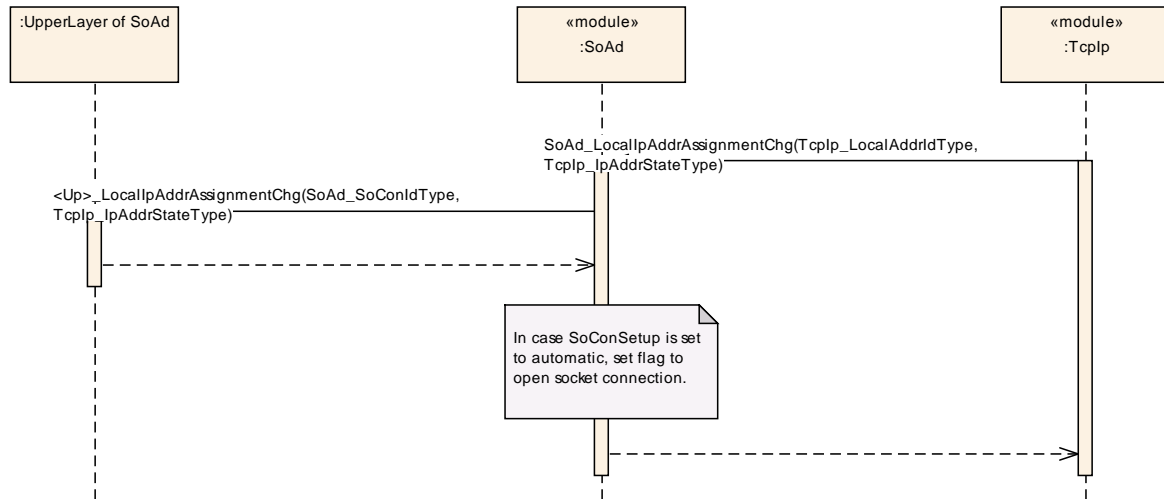 :UpperLayer of SoAd
«module»
:SoAd
«module»
:TcpIp
SoAd_LocalIpAddrAssignmentChg(TcpIp_LocalAddrIdType,
TcpIp_IpAddrStateType)
<Up>_LocalIpAddrAssignmentChg(SoAd_SoConIdType,
TcpIp_IpAddrStateType)
In case SoConSetup is set
to automatic, set flag to
open socket connection.